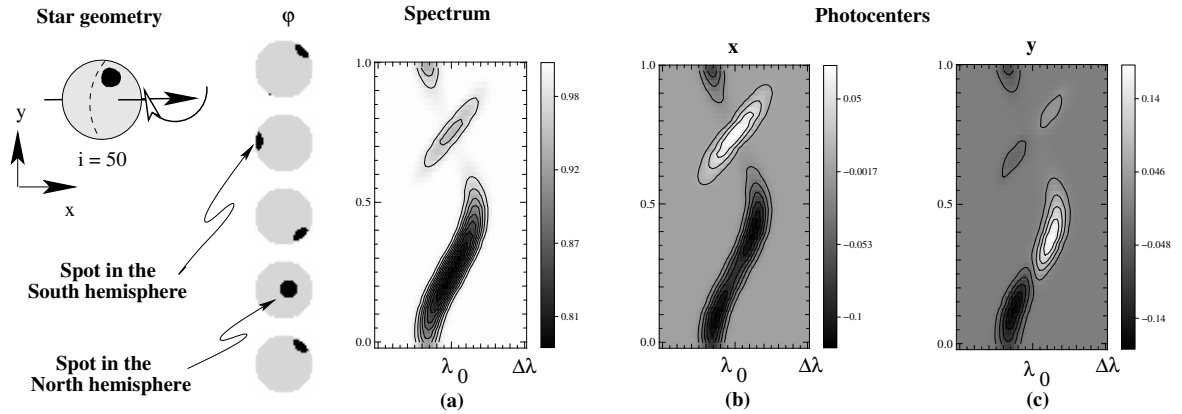 Star geometry
φ
Spectrum
Photocenters
x
y
y
x
i = 50
Spot in the
South hemisphere
Spot in the
North hemisphere
1.0
0.5
0.0
0.98
0.92
0.87
0.81
λ0 Δλ
(a)
1.0
0.5
0.0
0.05
−0.0017
−0.053
−0.1
λ0 Δλ
(b)
1.0
0.5
0.0
0.14
0.046
−0.048
−0.14
λ0 Δλ
(c)